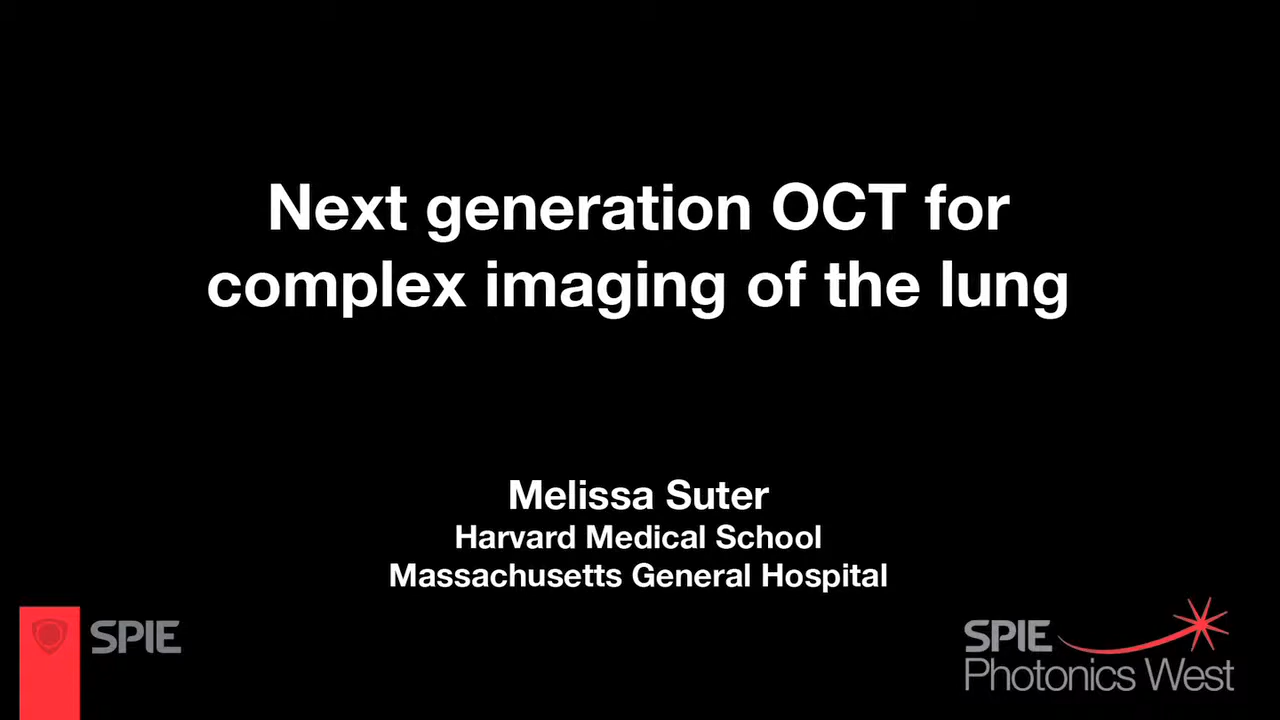 Next generation OCT for
complex imaging of the lung
Melissa Suter
Harvard Medical School
Massachusetts General Hospital
SPIE
SPIE
Photonics West